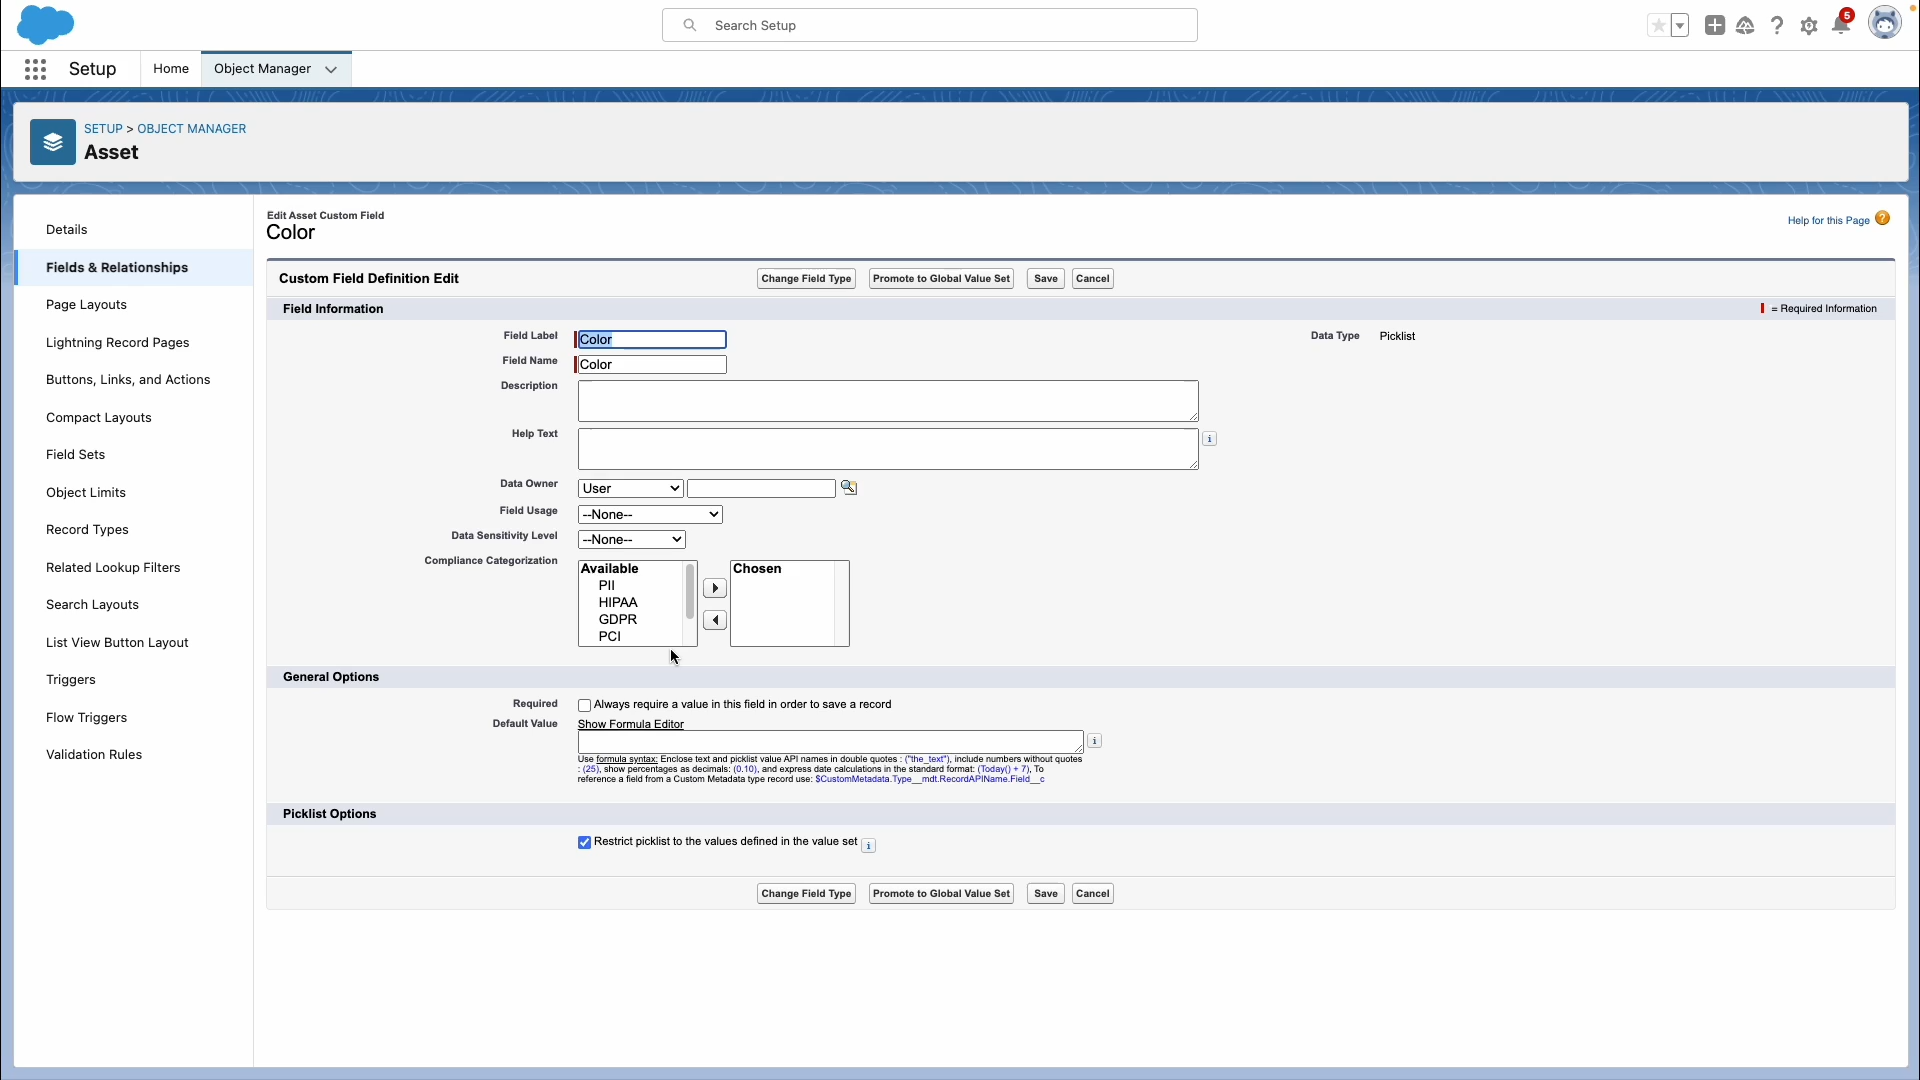 Search Setup
5
Setup
Home
Object Manager
SETUP > OBJECT MANAGER
Asset
Details
Fields & Relationships
Page Layouts
Lightning Record Pages
Buttons, Links, and Actions
Compact Layouts
Field Sets
Object Limits
Record Types
Related Lookup Filters
Search Layouts
List View Button Layout
Triggers
Flow Triggers
Validation Rules
Edit Asset Custom Field
Color
Help for this Page ?
Custom Field Definition Edit
Change Field Type
Promote to Global Value Set
Save
Cancel
Field Information
= Required Information
Field Label Color
Data Type Picklist
Field Name Color
Description
Help Text
i
Data Owner User
Field Usage --None--
Data Sensitivity Level --None--
Compliance Categorization
Available
PII
HIPAA
GDPR
PCI
Chosen
General Options
Required Always require a value in this field in order to save a record
Default Value Show Formula Editor
i
Use formula syntax: Enclose text and picklist value API names in double quotes : ("the_text"), include numbers without quotes
: (25), show percentages as decimals: (0.10), and express date calculations in the standard format: (Today() + 7), To
reference a field from a Custom Metadata type record use: $CustomMetadata.Type__mdt.RecordAPIName.Field__c
Picklist Options
Restrict picklist to the values defined in the value set i
Change Field Type
Promote to Global Value Set
Save
Cancel